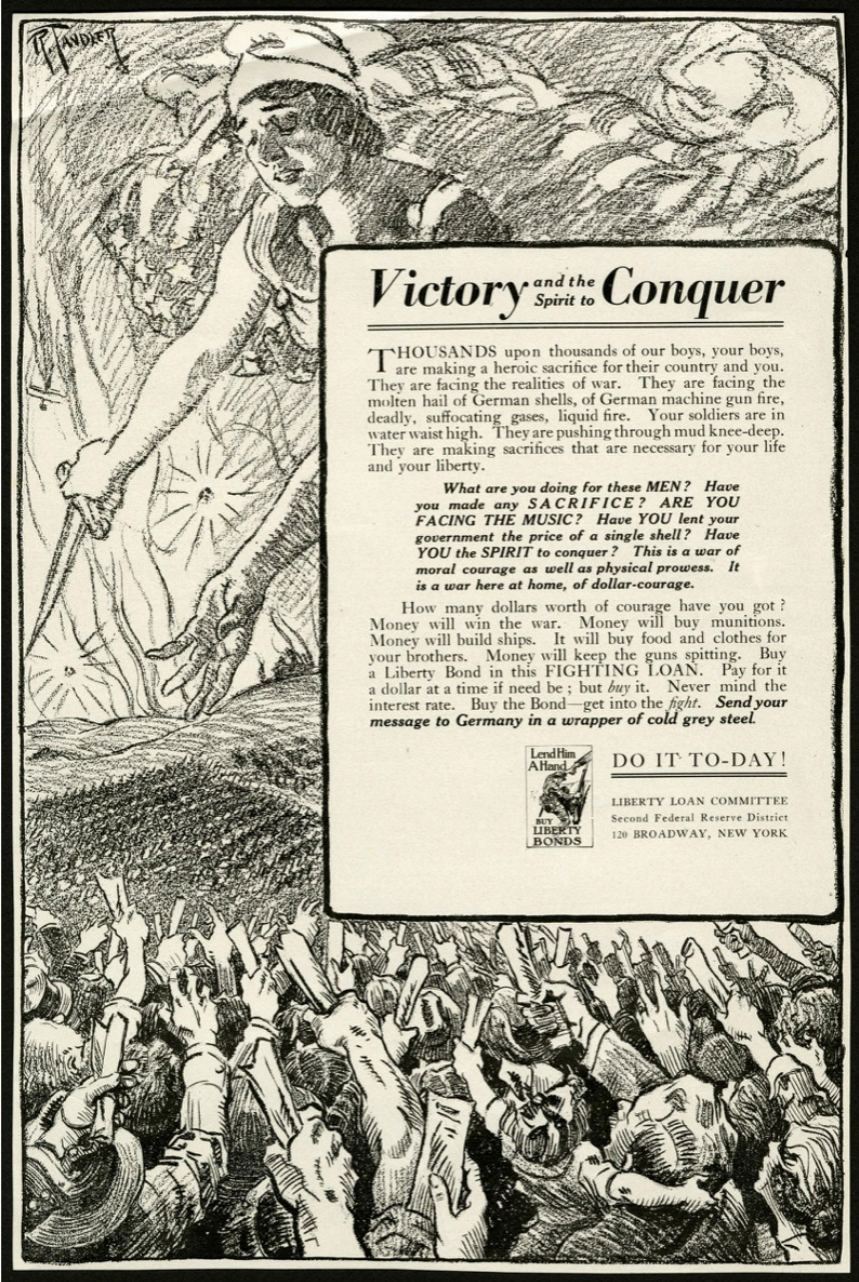 R. TANDLER
Victory and the Spirit to Conquer
THOUSANDS upon thousands of our boys, your boys,
are making a heroic sacrifice for their country and you.
They are facing the realities of war. They are facing the
molten hail of German shells, of German machine gun fire,
deadly, suffocating gases, liquid fire. Your soldiers are in
water waist high. They are pushing through mud knee-deep.
They are making sacrifices that are necessary for your life
and your liberty.
What are you doing for these MEN? Have
you made any SACRIFICE? ARE YOU
FACING THE MUSIC? Have YOU lent your
government the price of a single shell? Have
YOU the SPIRIT to conquer? This is a war of
moral courage as well as physical prowess. It
is a war here at home, of dollar-courage.
How many dollars worth of courage have you got?
Money will win the war. Money will buy munitions.
Money will build ships. It will buy food and clothes for
your brothers. Money will keep the guns spitting. Buy
a Liberty Bond in this FIGHTING LOAN. Pay for it
a dollar at a time if need be; but buy it. Never mind the
interest rate. Buy the Bond—get into the fight. Send your
message to Germany in a wrapper of cold grey steel.
Lend Him
A Hand
BUY
LIBERTY
BONDS
DO IT TO-DAY!
LIBERTY LOAN COMMITTEE
Second Federal Reserve District
120 BROADWAY, NEW YORK